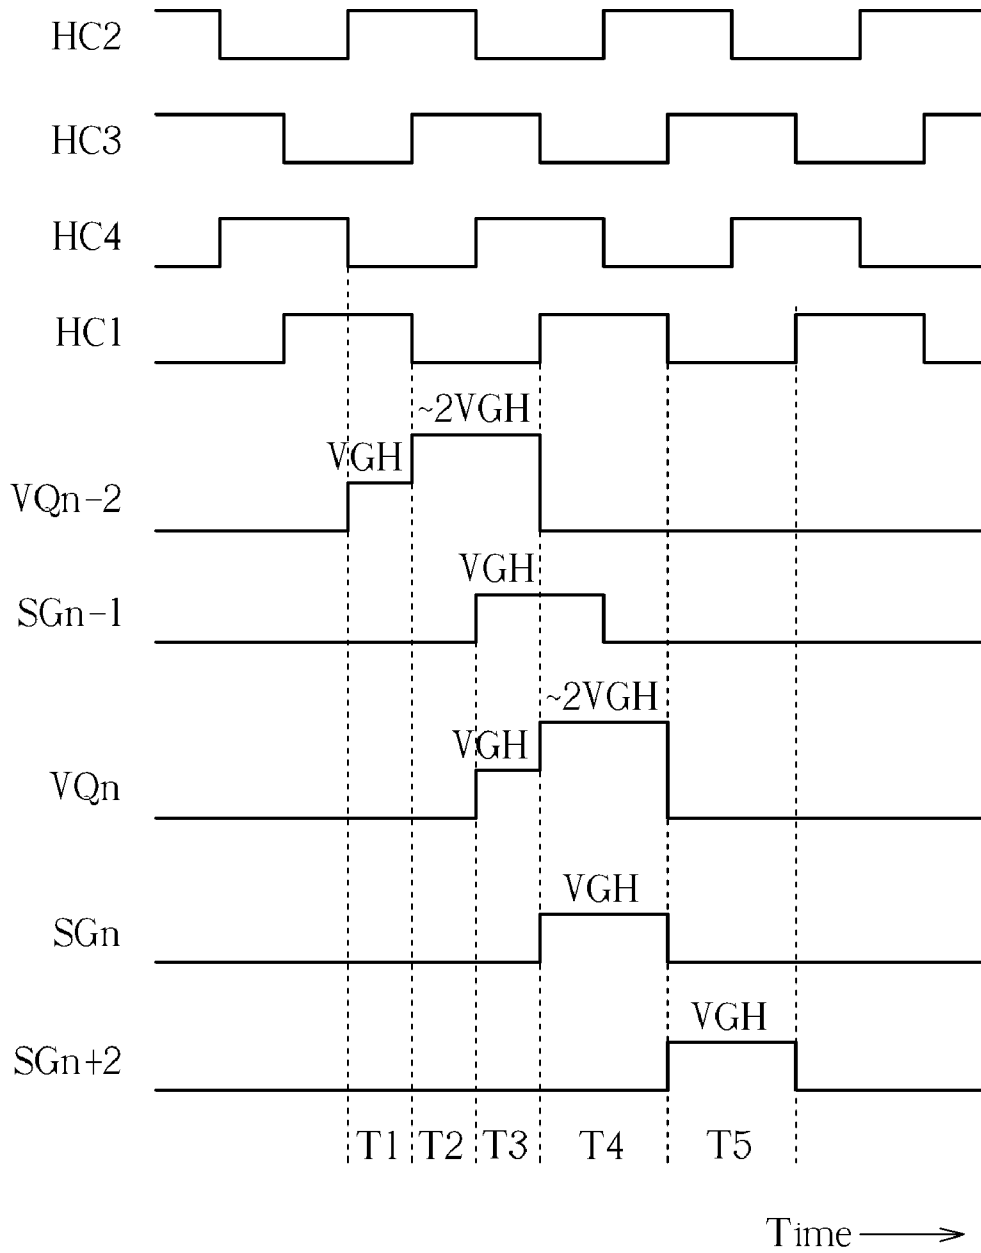 HC2
HC3
HC4
HC1
~2VGH
VGH
VQn-2
VGH
SGn-1
~2VGH
VGH
VQn
VGH
SGn
VGH
SGn+2
T1 T2 T3 T4 T5
Time